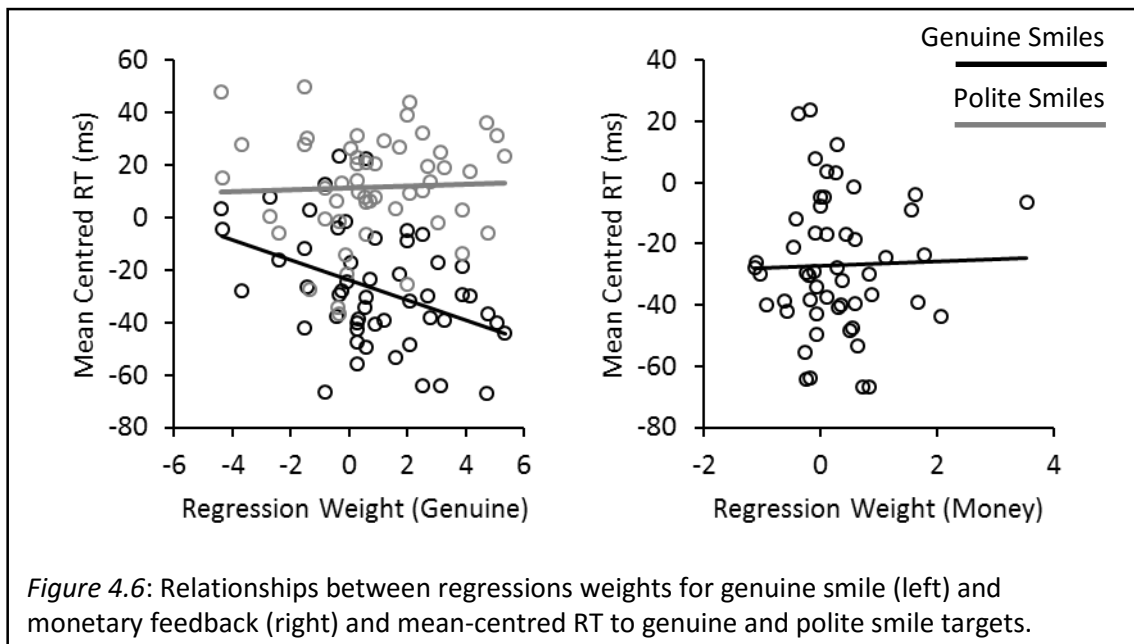 Genuine Smiles
Polite Smiles
60
40
20
0
-20
-40
-60
-80
Mean Centred RT (ms)
-6 -4 -2 0 2 4 6
Regression Weight (Genuine)
40
20
0
-20
-40
-60
-80
Mean Centred RT (ms)
-2 0 2 4
Regression Weight (Money)
Figure 4.6: Relationships between regressions weights for genuine smile (left) and
monetary feedback (right) and mean-centred RT to genuine and polite smile targets.